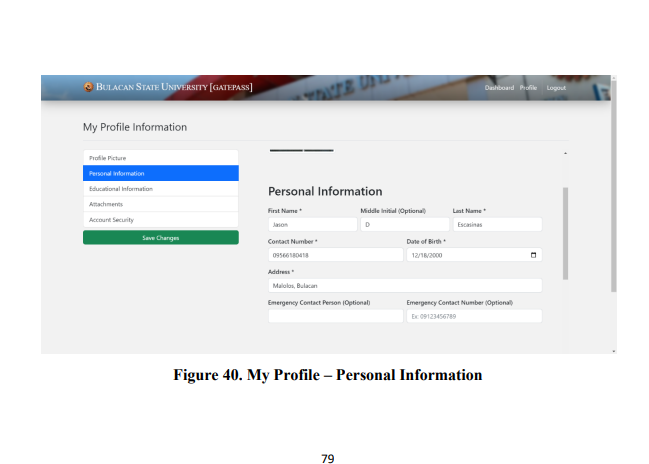 BULACAN STATE UNIVERSITY [GATEPASS]
Dashboard Profile Logout
My Profile Information
Profile Picture
Personal Information
Educational Information
Attachments
Account Security
Save Changes
Personal Information
First Name * Middle Initial (Optional) Last Name *
Jason D Escasinas
Contact Number * Date of Birth *
09566180418 12/18/2000
Address *
Malolos, Bulacan
Emergency Contact Person (Optional) Emergency Contact Number (Optional)
Ex: 09123456789
Figure 40. My Profile – Personal Information
79